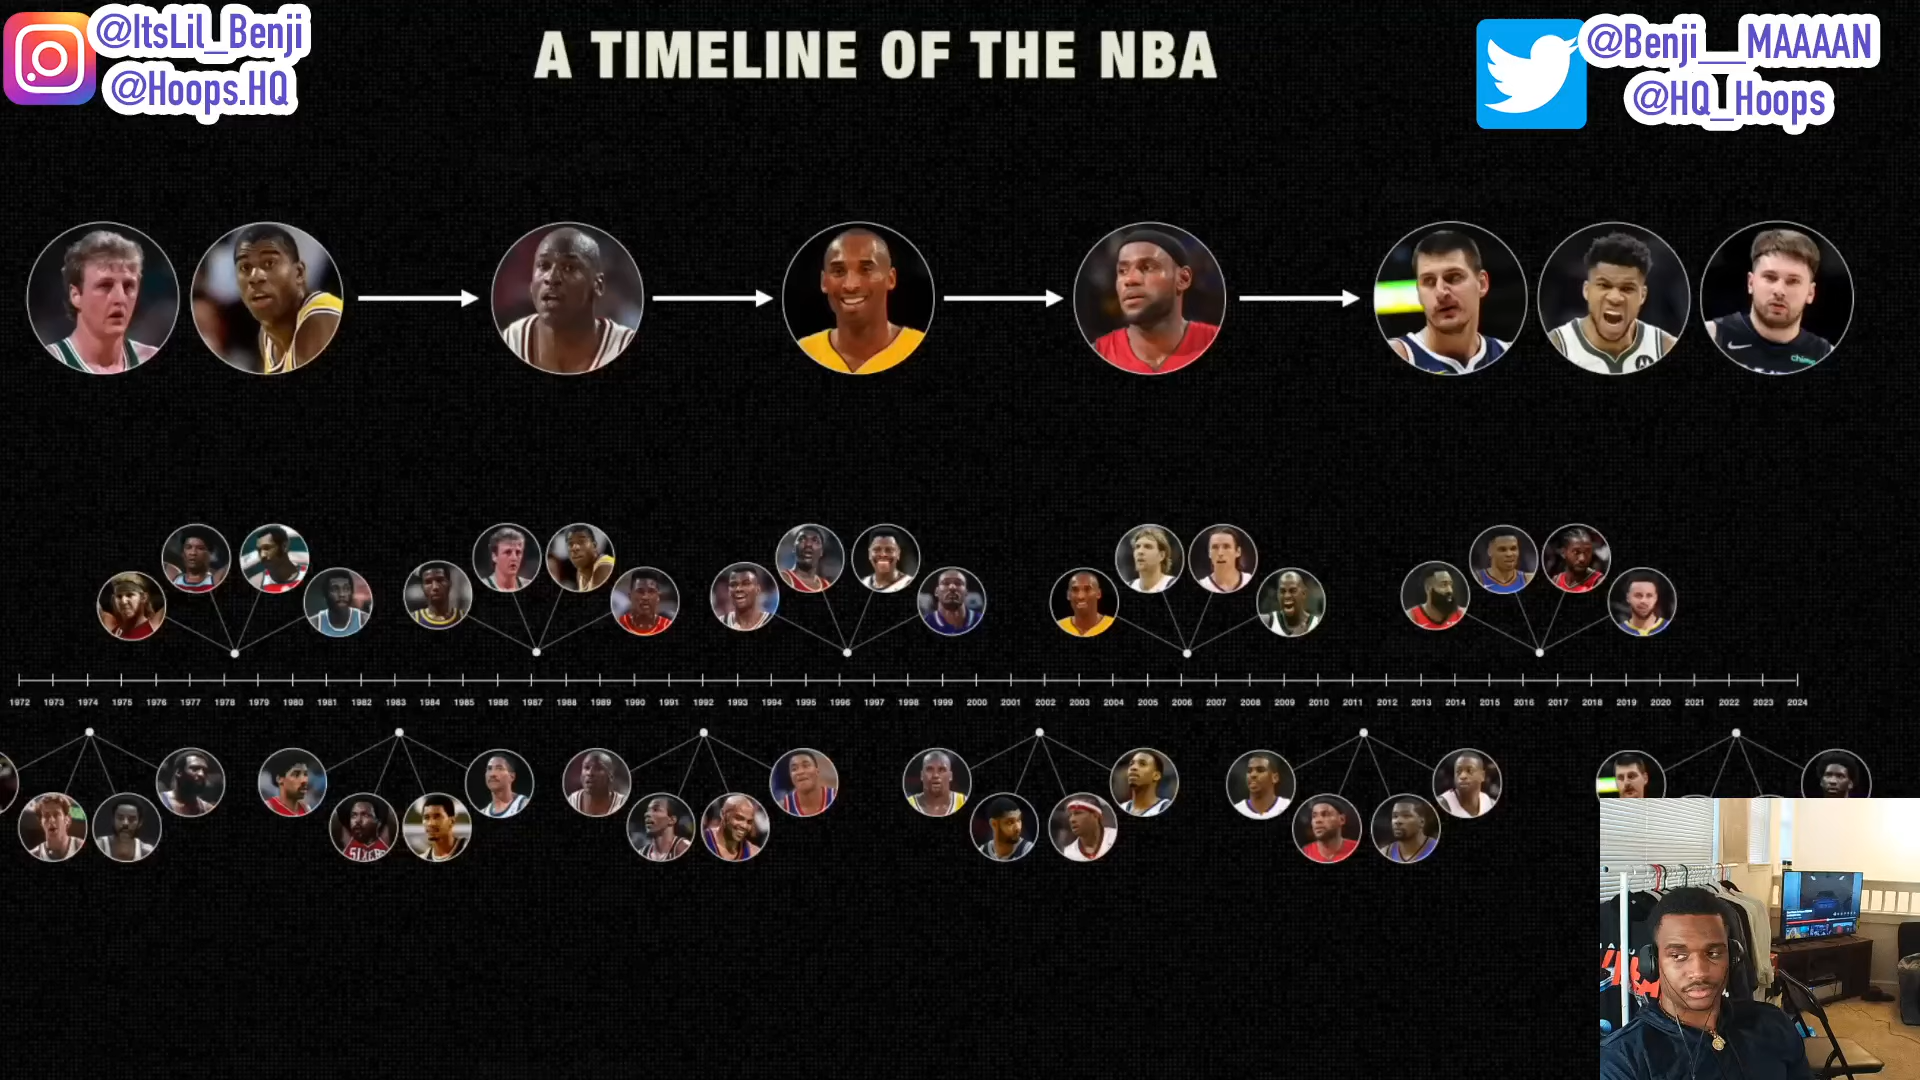 @ItsLil_Benji
@Hoops.HQ
A TIMELINE OF THE NBA
@Benji__MAAAAN
@HQ_Hoops
chime
1972 1973 1974 1975 1976 1977 1978 1979 1980 1981 1982 1983 1984 1985 1986 1987 1988 1989 1990 1991 1992 1993 1994 1995 1996 1997 1998 1999 2000 2001 2002 2003 2004 2005 2006 2007 2008 2009 2010 2011 2012 2013 2014 2015 2016 2017 2018 2019 2020 2021 2022 2023 2024
SIXERS